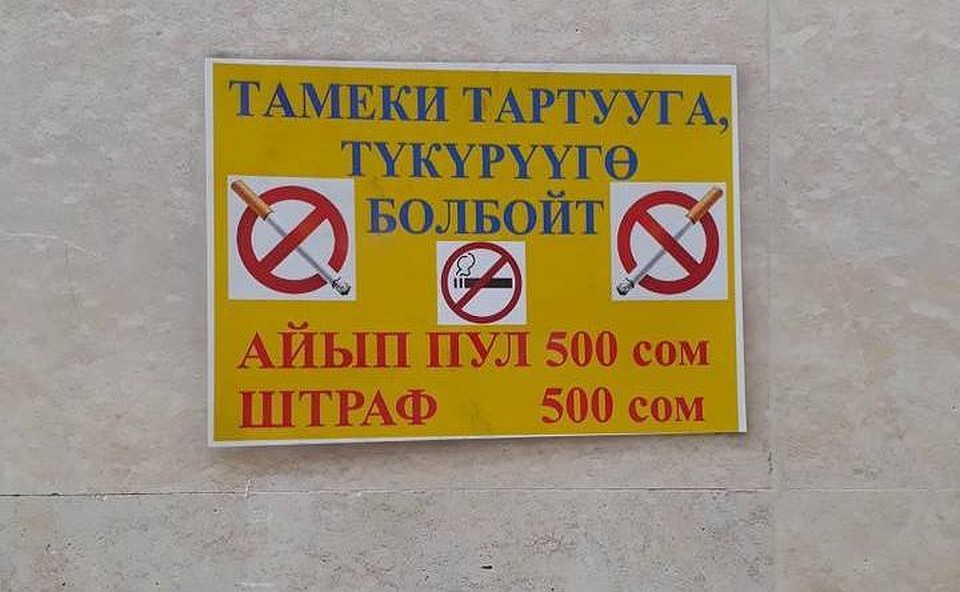 ТАМЕКИ ТАРТУУГА,
ТҮКҮРҮҮГӨ
БОЛБОЙТ
АЙЫП ПУЛ 500 сом
ШТРАФ 500 сом